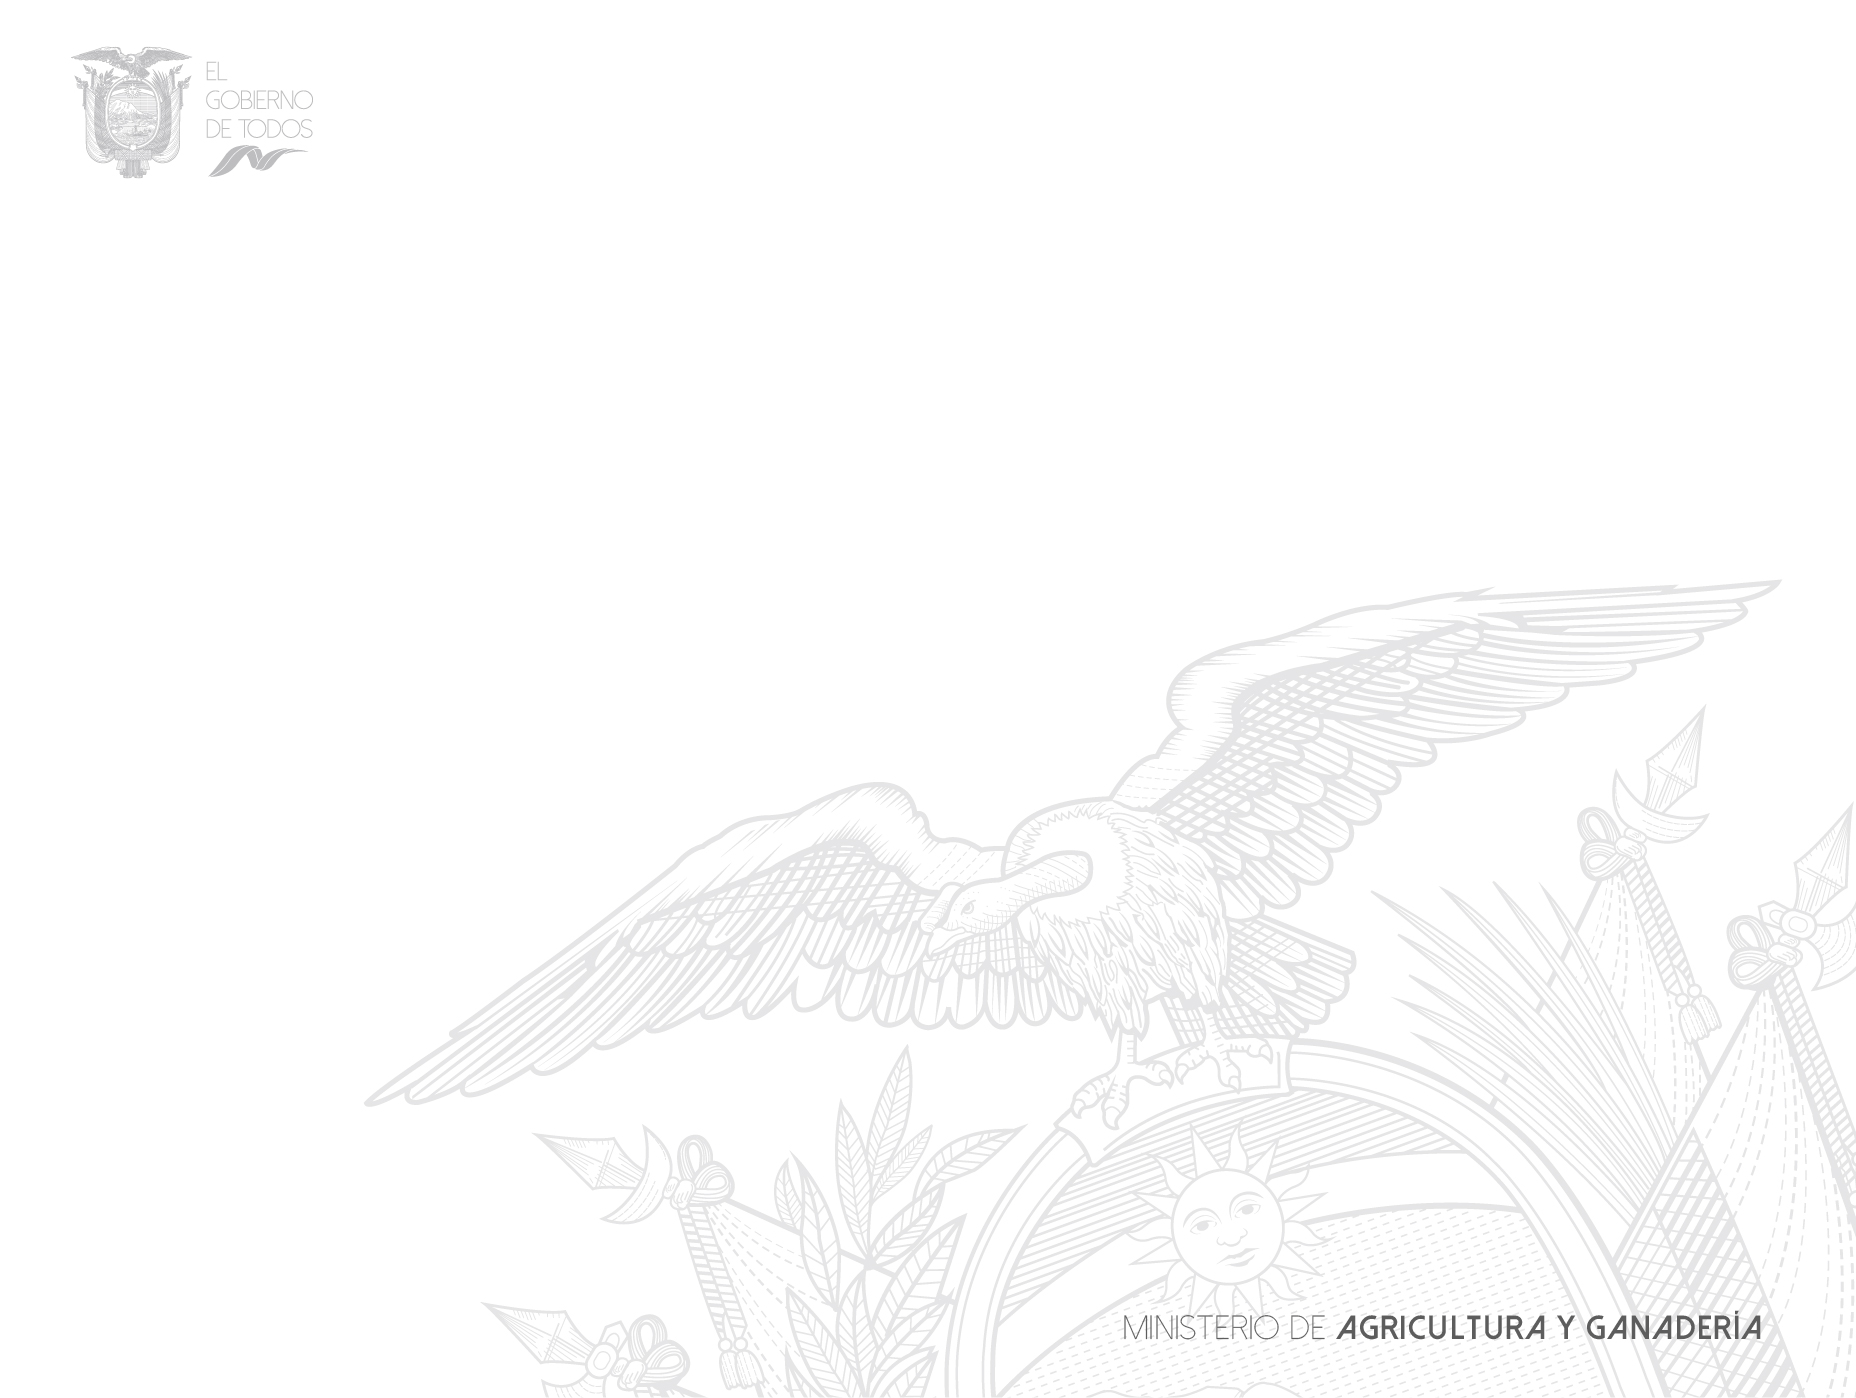 EL
GOBIERNO
DE TODOS
MINISTERIO DE AGRICULTURA Y GANADERÍA